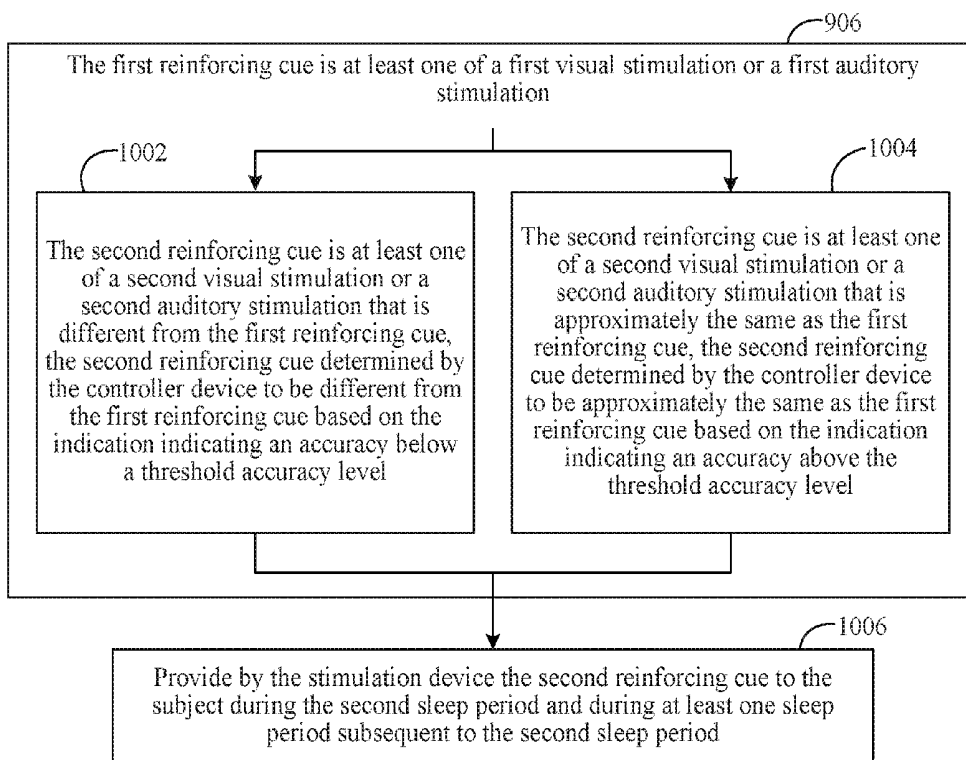 906
The first reinforcing cue is at least one of a first visual stimulation or a first auditory
stimulation
1002
The second reinforcing cue is at least one
of a second visual stimulation or a
second auditory stimulation that is
different from the first reinforcing cue,
the second reinforcing cue determined by
the controller device to be different from
the first reinforcing cue based on the
indication indicating an accuracy below
a threshold accuracy level
1004
The second reinforcing cue is at least one
of a second visual stimulation or a
second auditory stimulation that is
approximately the same as the first
reinforcing cue, the second reinforcing
cue determined by the controller device
to be approximately the same as the first
reinforcing cue based on the indication
indicating an accuracy above the
threshold accuracy level
1006
Provide by the stimulation device the second reinforcing cue to the
subject during the second sleep period and during at least one sleep
period subsequent to the second sleep period